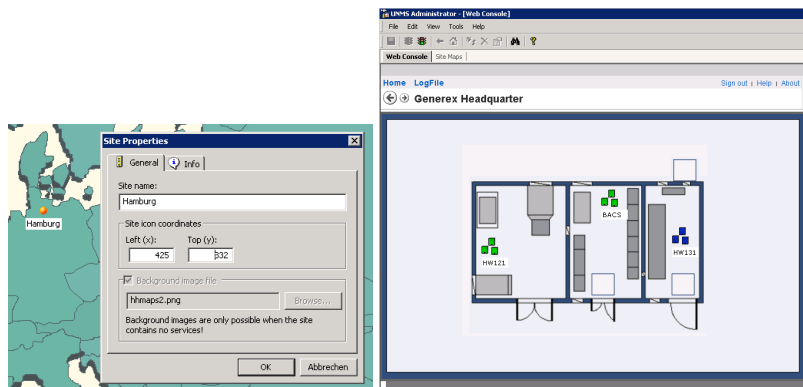 Hamburg
Site Properties
General
Info
Site name:
Hamburg
Site icon coordinates
Left (x):
Top (y):
425
332
Background image file
hhmaps2.png
Browse...
Background images are only possible when the site
contains no services!
OK
Abbrechen
UNMS Administrator - [Web Console]
File Edit View Tools Help
Web Console
Site Maps
Home LogFile
Sign out | Help | About
Generex Headquarter
BACS
HW121
HW131